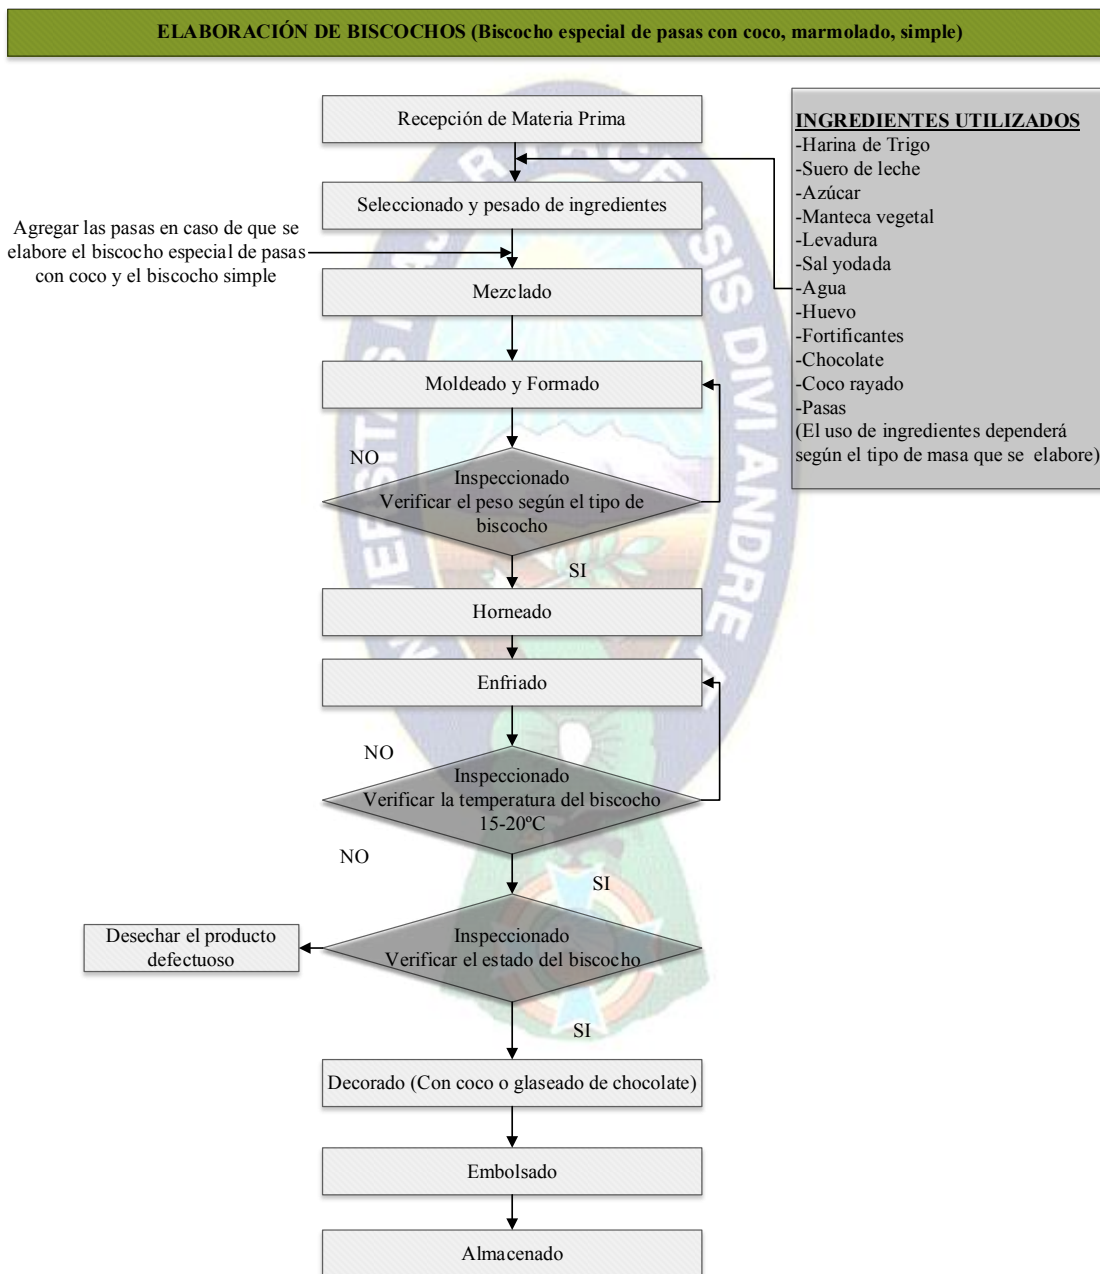 ELABORACIÓN DE BISCOCHOS (Biscocho especial de pasas con coco, marmolado, simple)
Recepción de Materia Prima
INGREDIENTES UTILIZADOS
-Harina de Trigo
-Suero de leche
-Azúcar
-Manteca vegetal
-Levadura
-Sal yodada
-Agua
-Huevo
-Fortificantes
-Chocolate
-Coco rayado
-Pasas
(El uso de ingredientes dependerá
según el tipo de masa que se elabore)
Seleccionado y pesado de ingredientes
Agregar las pasas en caso de que se
elabore el biscocho especial de pasas
con coco y el biscocho simple
Mezclado
Moldeado y Formado
NO
Inspeccionado
Verificar el peso según el tipo de
biscocho
SI
Horneado
Enfriado
NO
Inspeccionado
Verificar la temperatura del biscocho
15-20ºC
NO
SI
Desechar el producto
defectuoso
Inspeccionado
Verificar el estado del biscocho
SI
Decorado (Con coco o glaseado de chocolate)
Embolsado
Almacenado